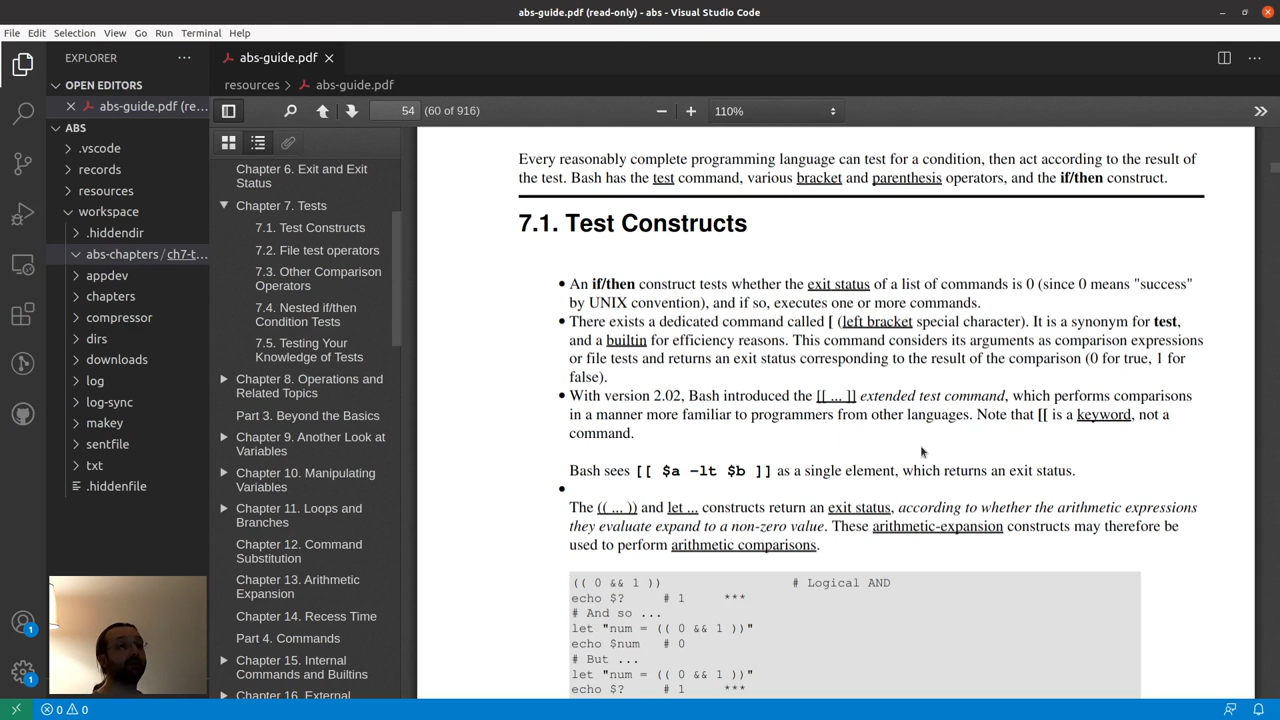 abs-guide.pdf (read-only) - abs - Visual Studio Code
File Edit Selection View Go Run Terminal Help
EXPLORER
OPEN EDITORS
abs-guide.pdf (re...
ABS
.vscode
records
resources
workspace
.hiddendir
abs-chapters / ch7-t...
appdev
chapters
compressor
dirs
downloads
log
log-sync
makey
sentfile
txt
.hiddenfile
abs-guide.pdf
resources > abs-guide.pdf
54 (60 of 916) 110%
Chapter 6. Exit and Exit
Status
Chapter 7. Tests
7.1. Test Constructs
7.2. File test operators
7.3. Other Comparison
Operators
7.4. Nested if/then
Condition Tests
7.5. Testing Your
Knowledge of Tests
Chapter 8. Operations and
Related Topics
Part 3. Beyond the Basics
Chapter 9. Another Look at
Variables
Chapter 10. Manipulating
Variables
Chapter 11. Loops and
Branches
Chapter 12. Command
Substitution
Chapter 13. Arithmetic
Expansion
Chapter 14. Recess Time
Part 4. Commands
Chapter 15. Internal
Commands and Builtins
Chapter 16. External
Every reasonably complete programming language can test for a condition, then act according to the result of
the test. Bash has the test command, various bracket and parenthesis operators, and the if/then construct.
7.1. Test Constructs
• An if/then construct tests whether the exit status of a list of commands is 0 (since 0 means "success"
by UNIX convention), and if so, executes one or more commands.
• There exists a dedicated command called [ (left bracket special character). It is a synonym for test,
and a builtin for efficiency reasons. This command considers its arguments as comparison expressions
or file tests and returns an exit status corresponding to the result of the comparison (0 for true, 1 for
false).
• With version 2.02, Bash introduced the [[ ... ]] extended test command, which performs comparisons
in a manner more familiar to programmers from other languages. Note that [[ is a keyword, not a
command.
Bash sees [[ $a -lt $b ]] as a single element, which returns an exit status.
•
The (( ... )) and let ... constructs return an exit status, according to whether the arithmetic expressions
they evaluate expand to a non-zero value. These arithmetic-expansion constructs may therefore be
used to perform arithmetic comparisons.
(( 0 && 1 )) # Logical AND
echo $? # 1 ***
# And so ...
let "num = (( 0 && 1 ))"
echo $num # 0
# But ...
let "num = (( 0 && 1 ))"
echo $? # 1 ***
1
1
0 0